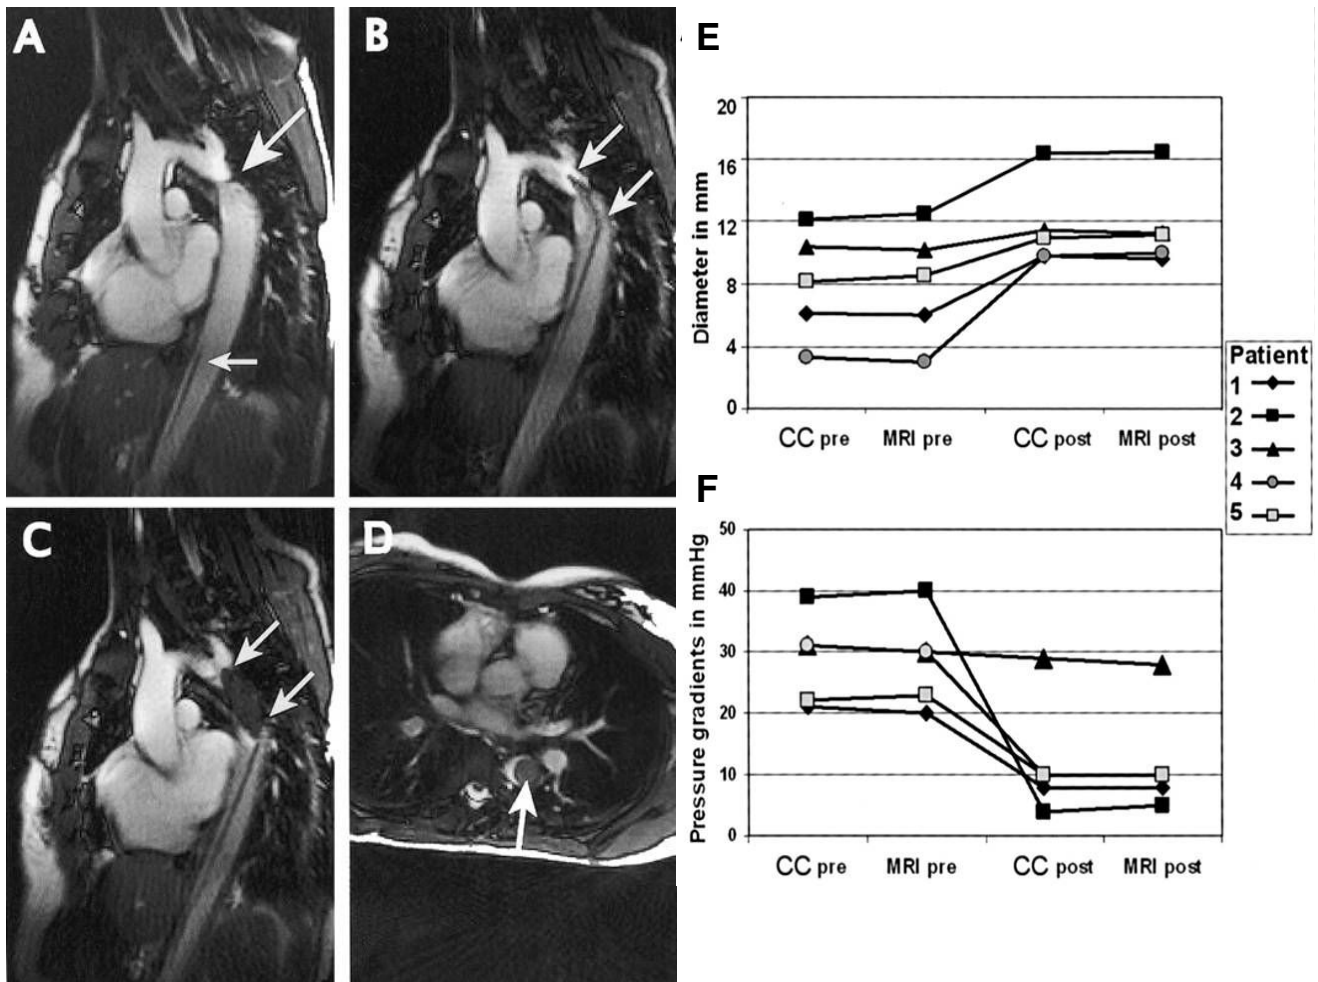 A
B
E
20
16
12
8
4
0
Diameter in mm
CC pre
MRI pre
CC post
MRI post
Patient
1
2
3
4
5
C
D
F
50
40
30
20
10
0
Pressure gradients in mmHg
CC pre
MRI pre
CC post
MRI post